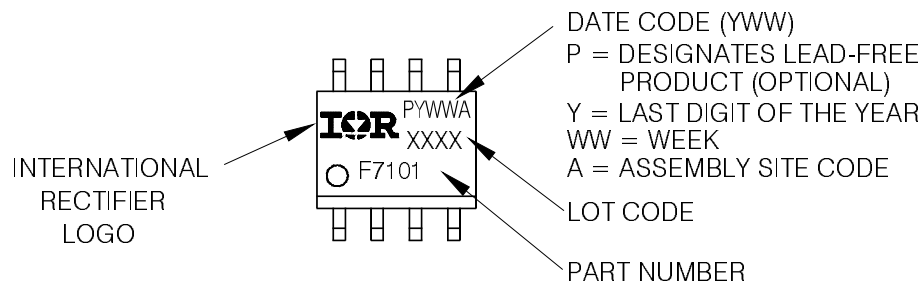 DATE CODE (YWW)
P = DESIGNATES LEAD-FREE
PRODUCT (OPTIONAL)
Y = LAST DIGIT OF THE YEAR
WW = WEEK
A = ASSEMBLY SITE CODE
PYWWA
IOR
XXXX
F7101
INTERNATIONAL
RECTIFIER
LOGO
LOT CODE
PART NUMBER